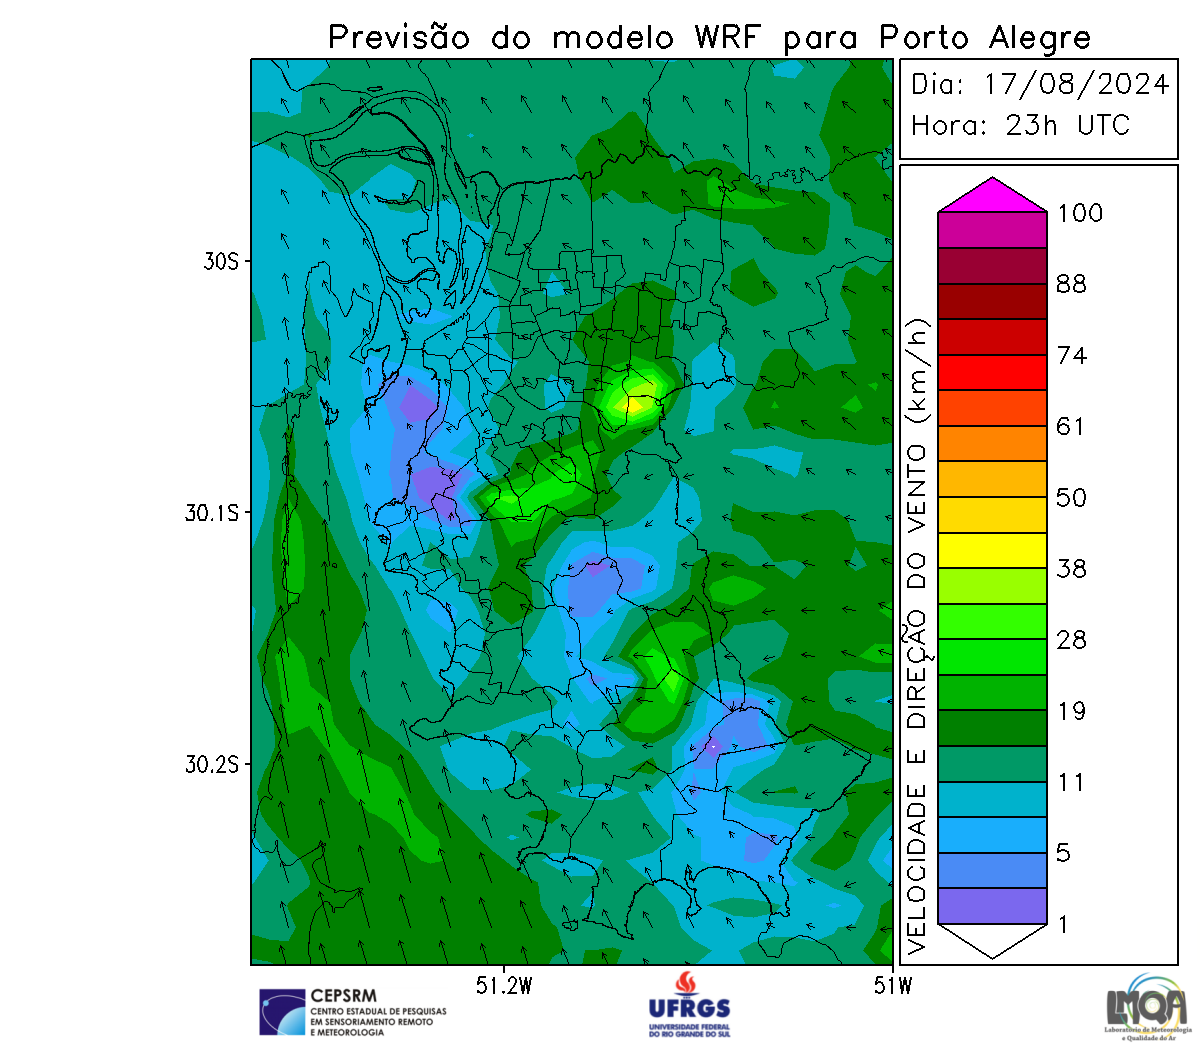 Previsão do modelo WRF para Porto Alegre
Dia: 17/08/2024
Hora: 23h UTC
30S
30.1S
30.2S
51.2W
51W
VELOCIDADE E DIREÇÃO DO VENTO (km/h)
100
88
74
61
50
38
28
19
11
5
1
CEPSRM
CENTRO ESTADUAL DE PESQUISAS
EM SENSORIAMENTO REMOTO
E METEOROLOGIA
UFRGS
UNIVERSIDADE FEDERAL
DO RIO GRANDE DO SUL
LMQA
Laboratório de Meteorologia
e Qualidade do Ar